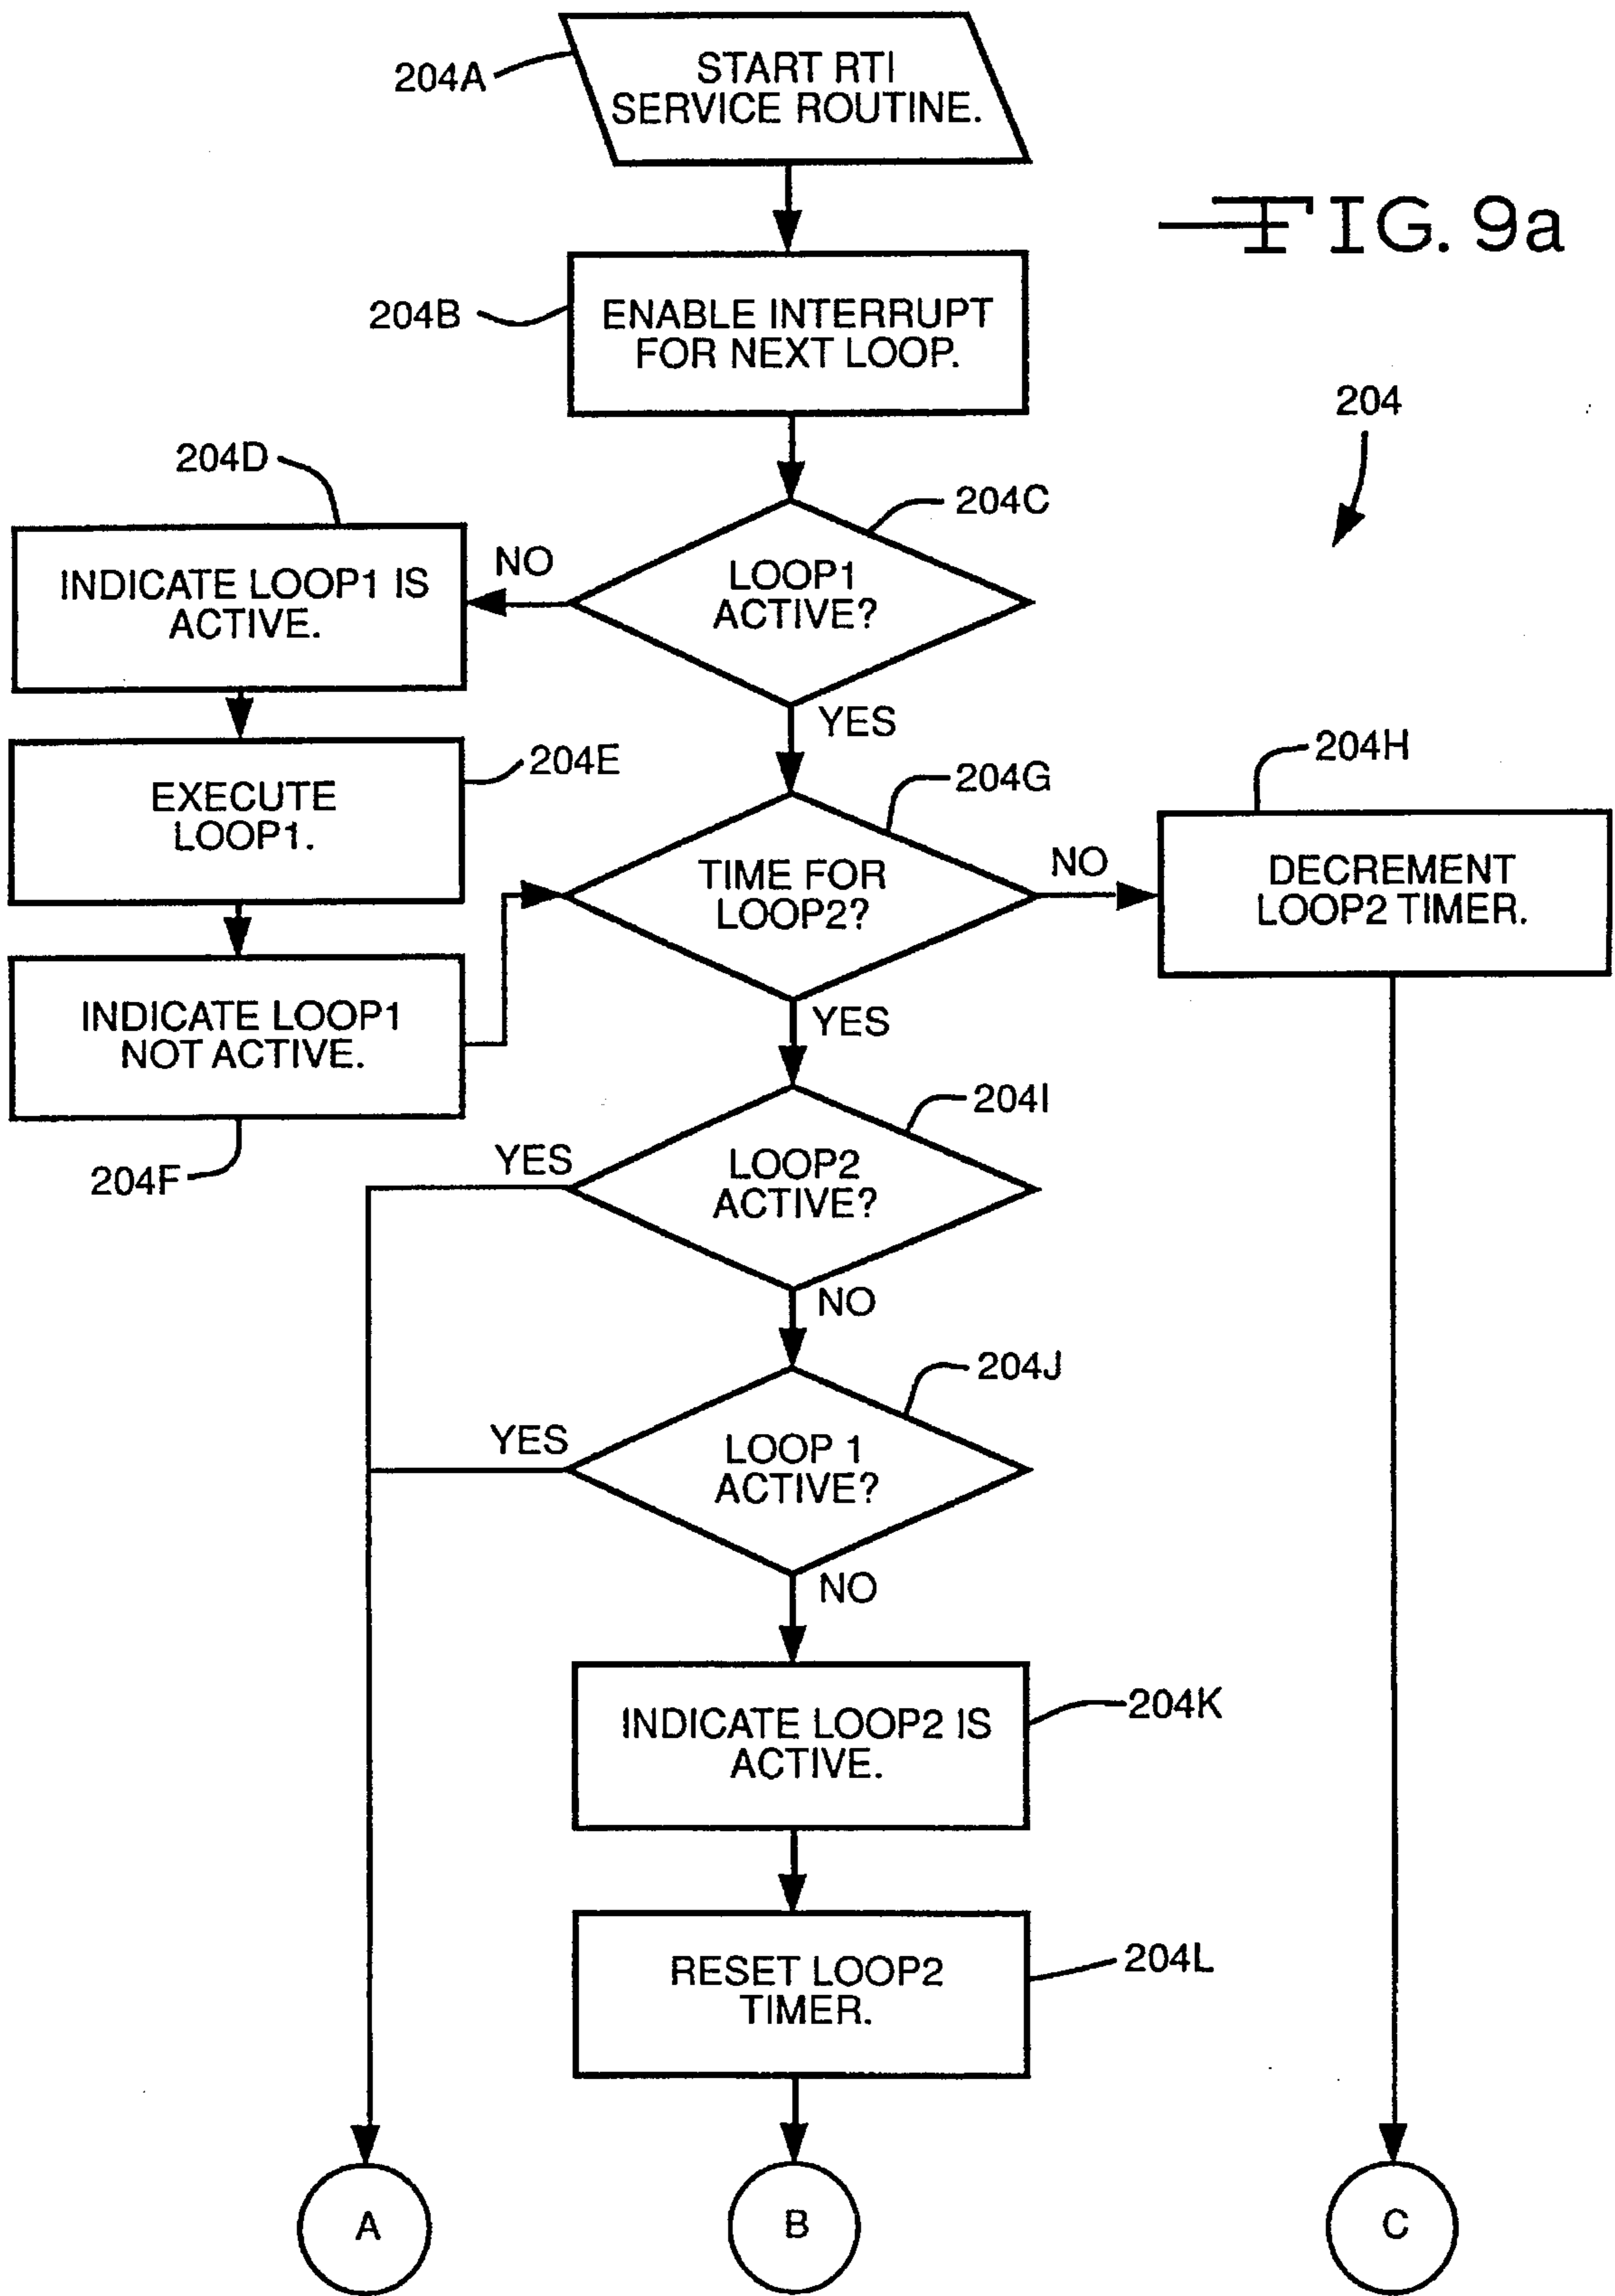 204A
START RTI
SERVICE ROUTINE.
FIG. 9a
204B
ENABLE INTERRUPT
FOR NEXT LOOP.
204
204D
204C
INDICATE LOOP1 IS
ACTIVE.
NO
LOOP1
ACTIVE?
YES
204E
EXECUTE
LOOP1.
204G
204H
TIME FOR
LOOP2?
NO
DECREMENT
LOOP2 TIMER.
INDICATE LOOP1
NOT ACTIVE.
YES
204F
204I
YES
LOOP2
ACTIVE?
NO
204J
YES
LOOP 1
ACTIVE?
NO
204K
INDICATE LOOP2 IS
ACTIVE.
204L
RESET LOOP2
TIMER.
A
B
C